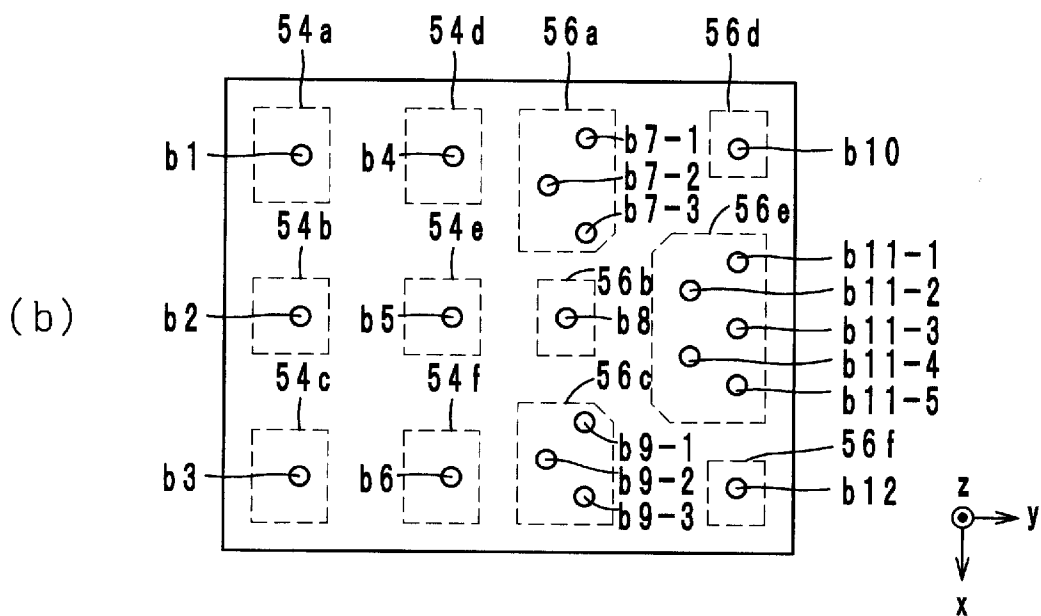 54a 54d 56a 56d
b1 b4 b7-1 b10
b7-2
b7-3 56e
54b 54e
b11-1
56b b11-2
(b) b2 b5 b8 b11-3
b11-4
54c 54f 56c b11-5
b9-1 56f
b3 b6 b9-2 b12
b9-3
z
y
x